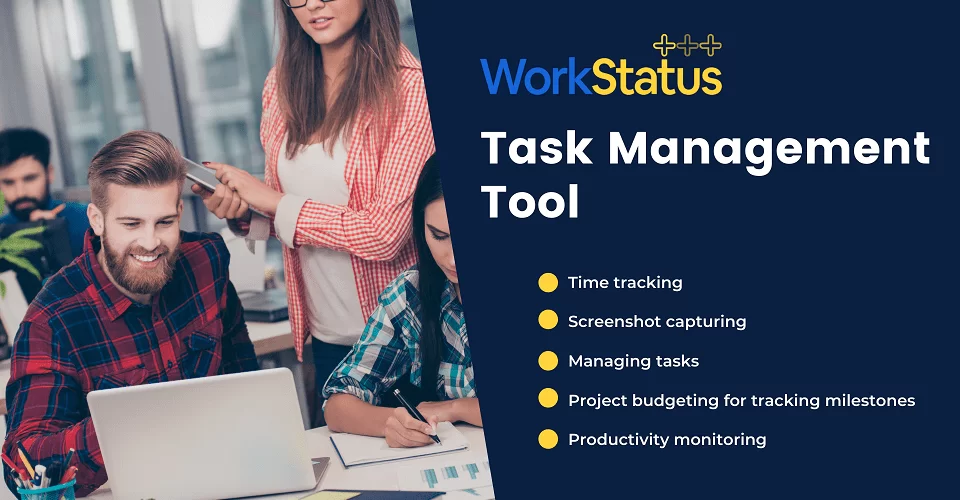 WorkStatus
Task Management
Tool
Time tracking
Screenshot capturing
Managing tasks
Project budgeting for tracking milestones
Productivity monitoring